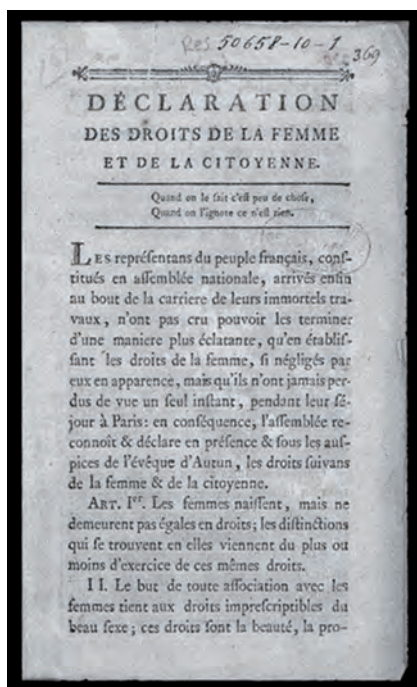 Res 50658-10-1
369
DÉCLARATION
DES DROITS DE LA FEMME
ET DE LA CITOYENNE.
Quand on le sait c'est peu de chose,
Quand on l'ignore ce n'est rien.
LES représentans du peuple français, cons-
titués en assemblée nationale, arrivés enfin
au bout de la carriere de leurs immortels tra-
vaux, n'ont pas cru pouvoir les terminer
d'une maniere plus éclatante, qu'en établis-
sant les droits de la femme, si négligés par
eux en apparence, mais qu'ils n'ont jamais per-
dus de vue un seul instant, pendant leur sé-
jour à Paris : en conséquence, l'assemblée re-
connoît & déclare en présence & sous les aus-
pices de l'évêque d'Autun, les droits suivans
de la femme & de la citoyenne.
ART. Ier. Les femmes naissent, mais ne
demeurent pas égales en droits ; les distinctions
qui se trouvent en elles viennent du plus ou
moins d'exercice de ces mêmes droits.
II. Le but de toute association avec les
femmes tient aux droits imprescriptibles du
beau sexe ; ces droits sont la beauté, la pro-